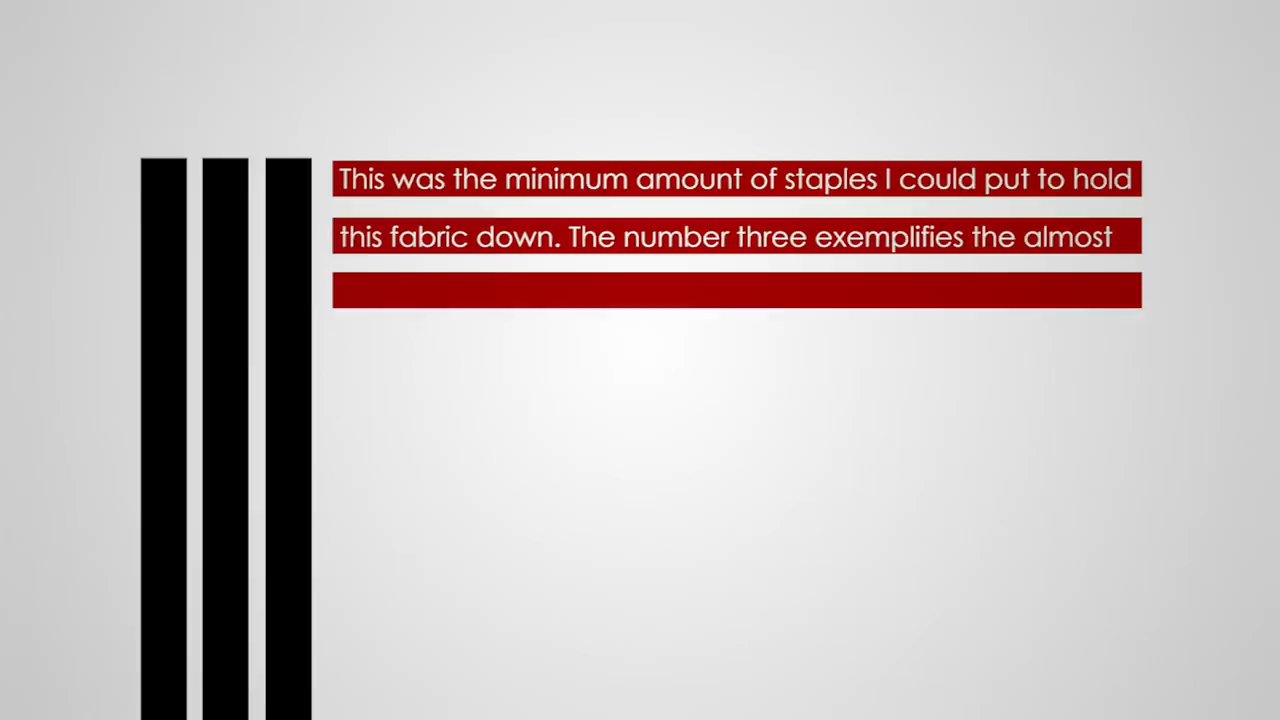 This was the minimum amount of staples I could put to hold
this fabric down. The number three exemplifies the almost